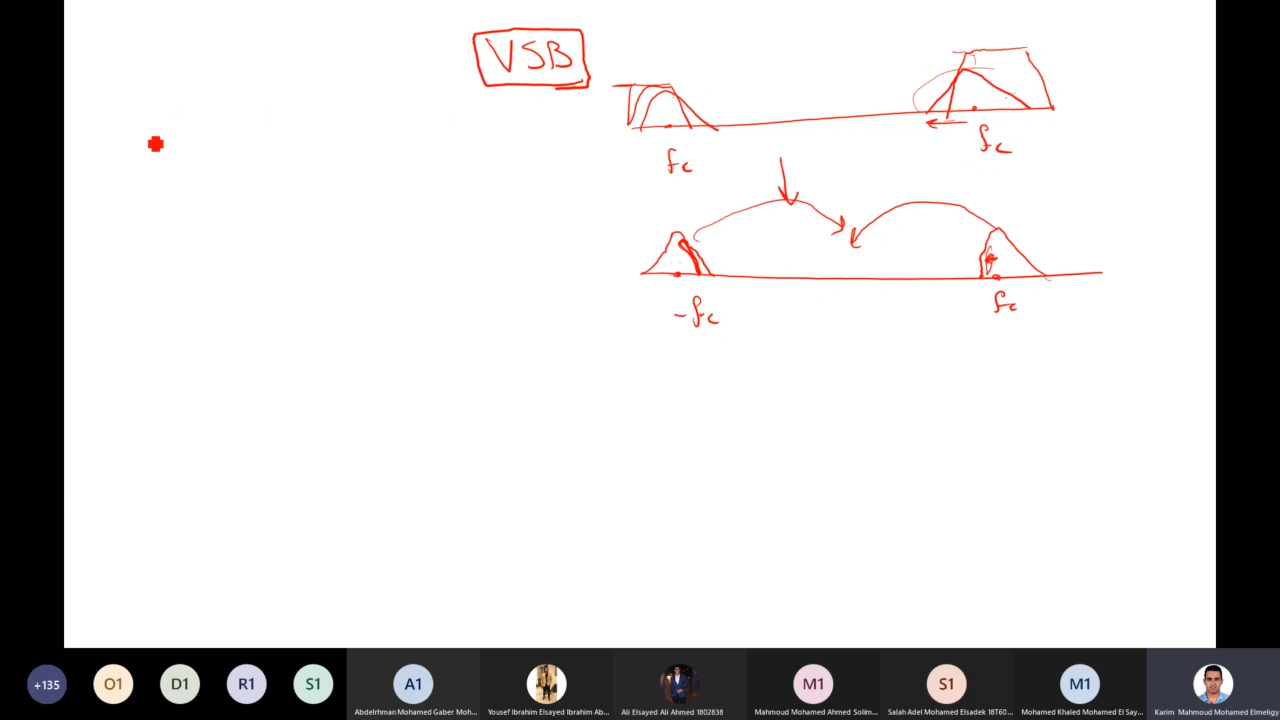 VSB
fc
fc
-fc
fc
+135
O1
D1
R1
S1
A1
M1
S1
M1
Abdelrhman Mohamed Gaber Moh...
Yousef Ibrahim Elsayed Ibrahim Ab...
Ali Elsayed Ali Ahmed 1802838
Mahmoud Mohamed Ahmed Solim...
Salah Adel Mohamed Elsadek 18T60...
Mohamed Khaled Mohamed El Say...
Karim Mahmoud Mohamed Elmelig